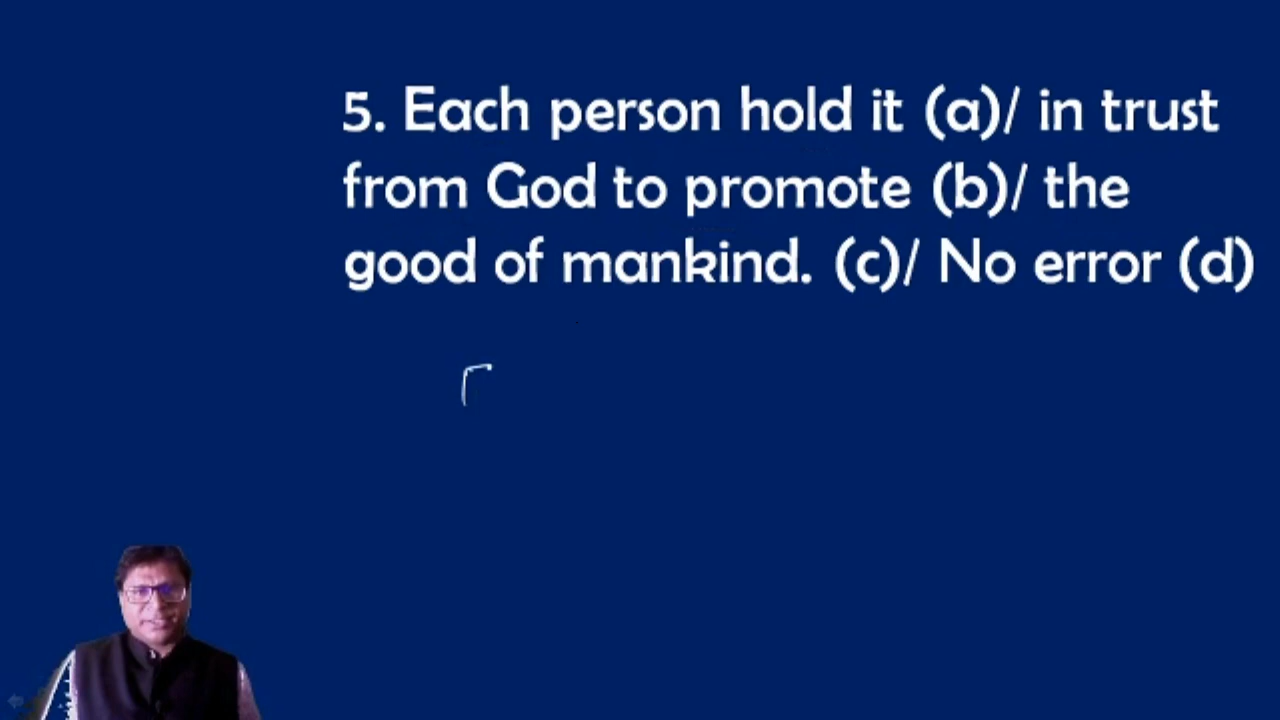 5. Each person hold it (a)/ in trust
from God to promote (b)/ the
good of mankind. (c)/ No error (d)